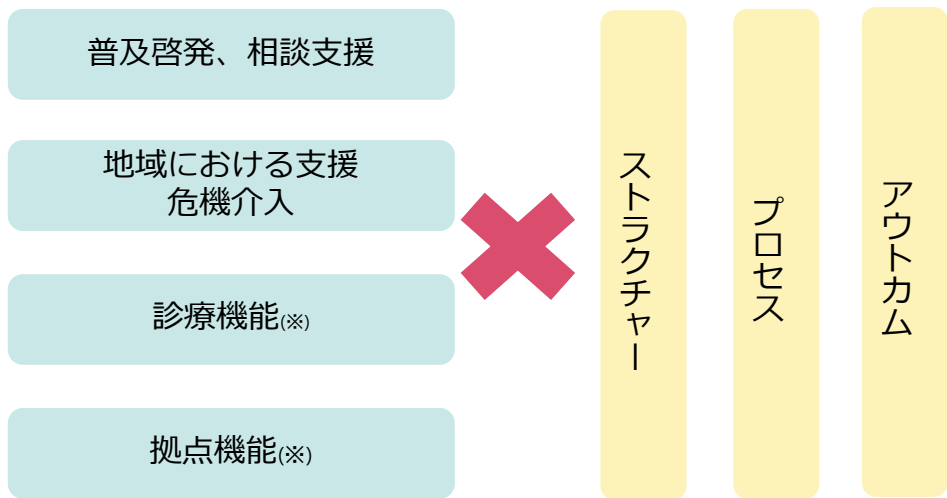 普及啓発、相談支援
地域における支援
危機介入
診療機能(※)
拠点機能(※)
ストラクチャー
プロセス
アウトカム